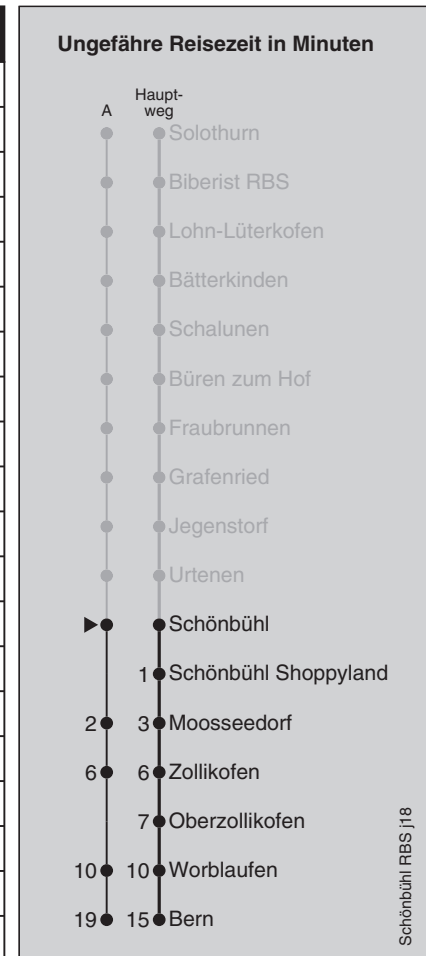 Ungefähre Reisezeit in Minuten
A
Haupt-
weg
Solothurn
Biberist RBS
Lohn-Lüterkofen
Bätterkinden
Schalunen
Büren zum Hof
Fraubrunnen
Grafenried
Jegenstorf
Urtenen
Schönbühl
1 Schönbühl Shoppyland
2 3 Moosseedorf
6 6 Zollikofen
7 Oberzollikofen
10 10 Worblaufen
19 15 Bern
Schönbühl RBS j18